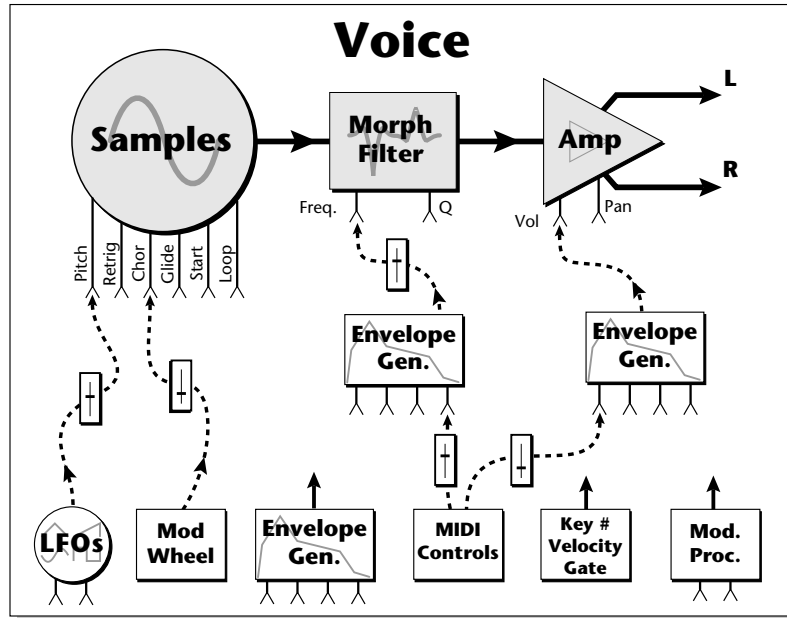 Voice
L
Samples
Morph
Filter
Amp
R
Freq.
Q
Vol
Pan
Pitch
Retrig
Chor
Glide
Start
Loop
Envelope
Gen.
Envelope
Gen.
LFOs
Mod
Wheel
Envelope
Gen.
MIDI
Controls
Key #
Velocity
Gate
Mod.
Proc.